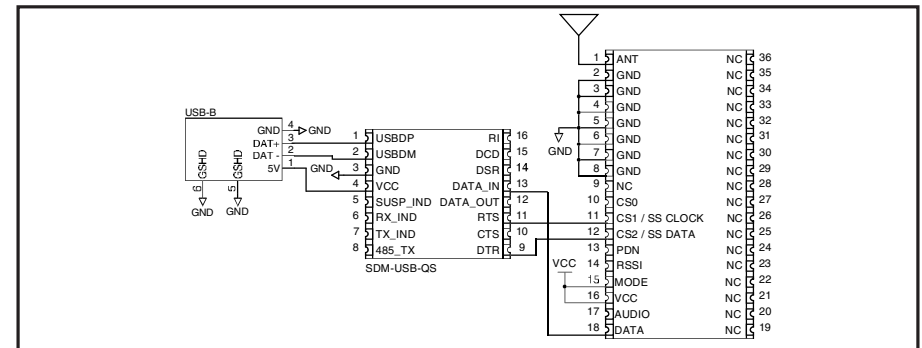 USB-B
GND 4 GND
DAT+ 3
DAT - 2
5V 1
GSHD GSHD
6 5
GND GND
GND
1 USBDP RI 16
2 USBDM DCD 15
3 GND DSR 14
4 VCC DATA_IN 13
5 SUSP_IND DATA_OUT 12
6 RX_IND RTS 11
7 TX_IND CTS 10
8 485_TX DTR 9
SDM-USB-QS
GND
VCC
1 ANT NC 36
2 GND NC 35
3 GND NC 34
4 GND NC 33
5 GND NC 32
6 GND NC 31
7 GND NC 30
8 GND NC 29
9 NC NC 28
10 CS0 NC 27
11 CS1 / SS CLOCK NC 26
12 CS2 / SS DATA NC 25
13 PDN NC 24
14 RSSI NC 23
15 MODE NC 22
16 VCC NC 21
17 AUDIO NC 20
18 DATA NC 19